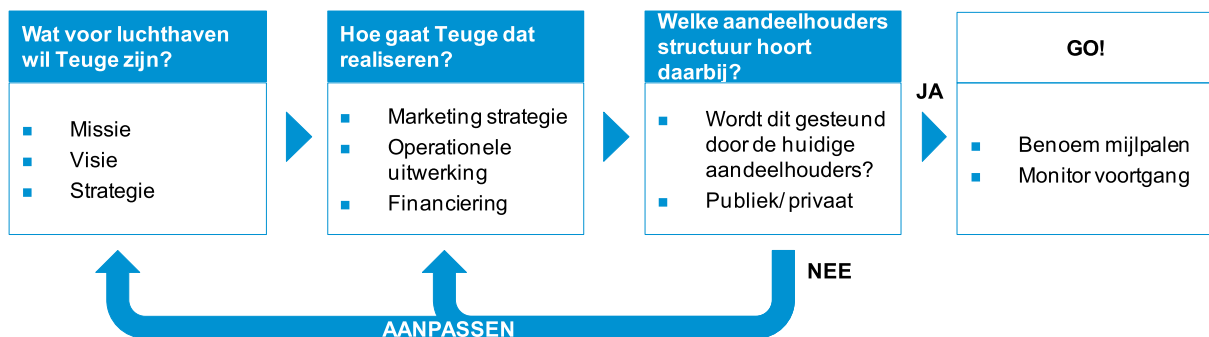 Wat voor luchthaven
wil Teuge zijn?
Missie
Visie
Strategie
Hoe gaat Teuge dat
realiseren?
Marketing strategie
Operationele
uitwerking
Financiering
Welke aandeelhouders
structuur hoort
daarbij?
Wordt dit gesteund
door de huidige
aandeelhouders?
Publiek/ privaat
JA
GO!
Benoem mijlpalen
Monitor voortgang
NEE
AANPASSEN